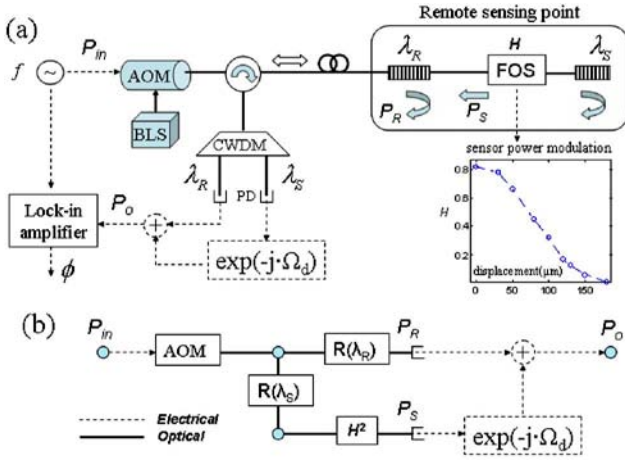 (a)
Remote sensing point
f
~
P_in
AOM
BLS
CWDM
λ_R
λ_S
PD
λ_R
H
FOS
λ_S
P_R
P_S
sensor power modulation
Lock-in
amplifier
P_o
+
exp(-j·Ω_d)
ϕ
H
0.8
0.6
0.4
0.2
displacement(μm)
0 50 100 150
(b)
P_in
AOM
R(λ_R)
P_R
+
P_o
R(λ_S)
H²
P_S
exp(-j·Ω_d)
Electrical
Optical